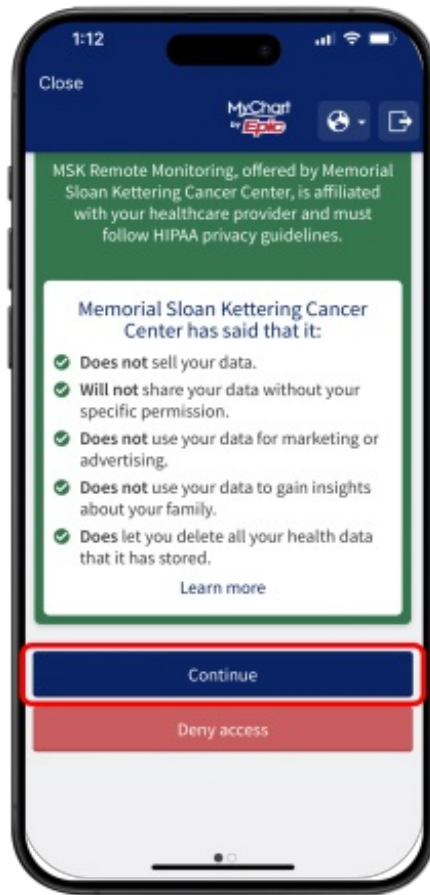 1:12
Close
MyChart
by Epic
MSK Remote Monitoring, offered by Memorial
Sloan Kettering Cancer Center, is affiliated
with your healthcare provider and must
follow HIPAA privacy guidelines.
Memorial Sloan Kettering Cancer
Center has said that it:
Does not sell your data.
Will not share your data without your
specific permission.
Does not use your data for marketing or
advertising.
Does not use your data to gain insights
about your family.
Does let you delete all your health data
that it has stored.
Learn more
Continue
Deny access